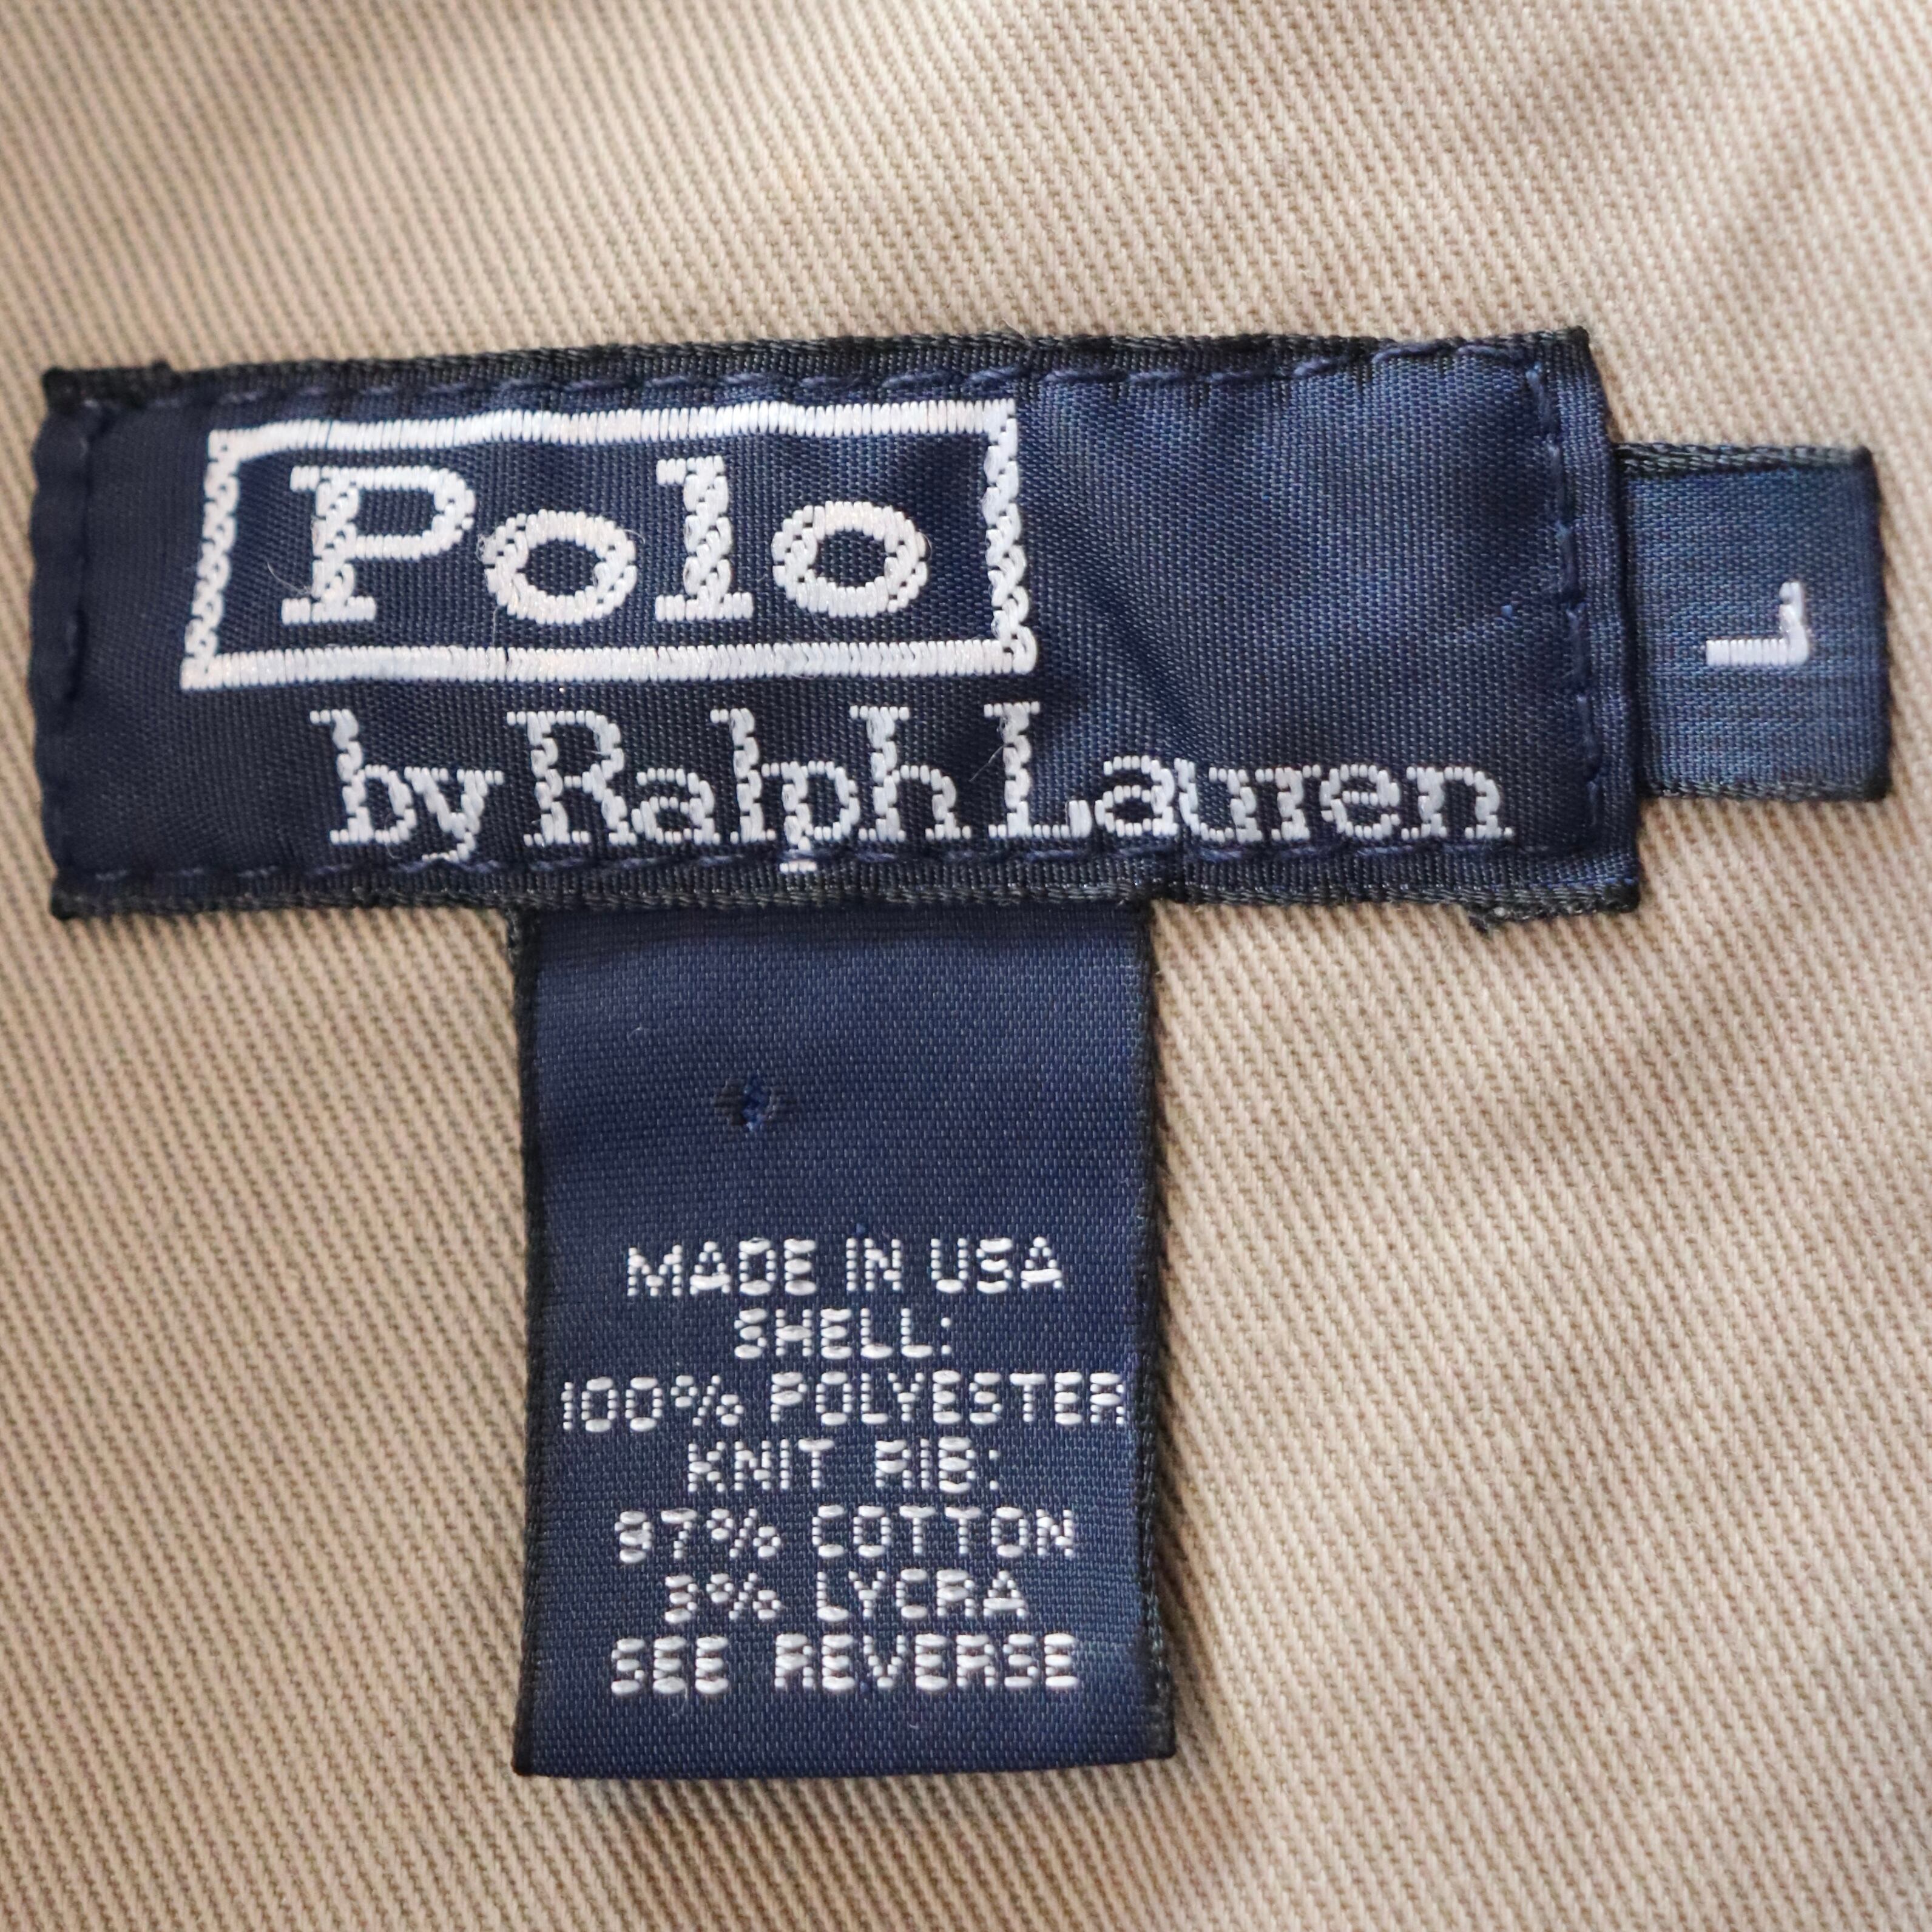 Polo
by Ralph Lauren
L
MADE IN USA
SHELL:
100% POLYESTER
KNIT RIB:
97% COTTON
3% LYCRA
SEE REVERSE